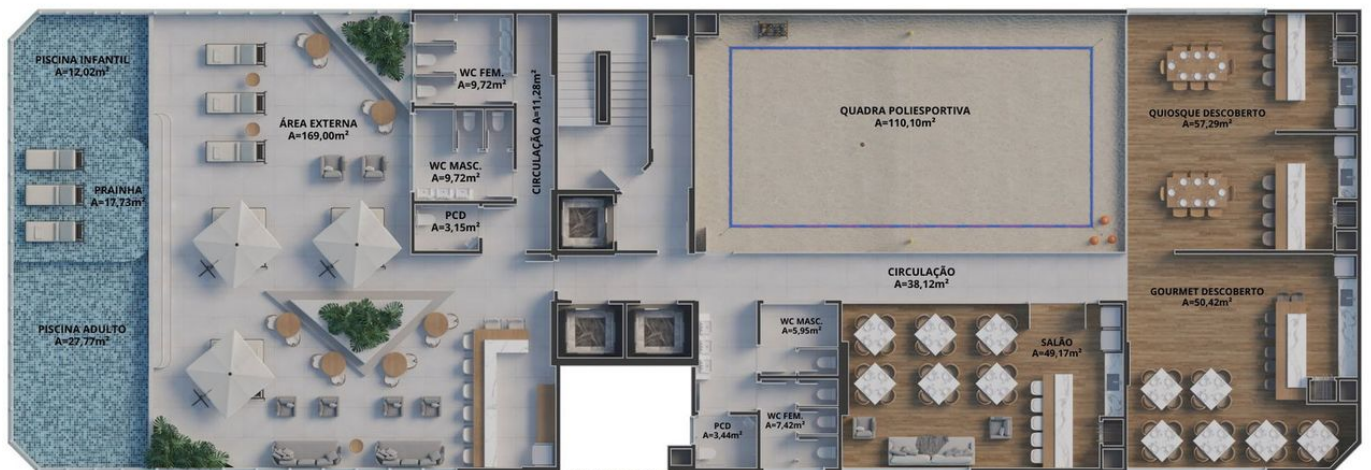 PISCINA INFANTIL
A=12,02m²
PRAINHA
A=17,73m²
PISCINA ADULTO
A=27,77m²
ÁREA EXTERNA
A=169,00m²
WC FEM.
A=9,72m²
WC MASC.
A=9,72m²
PCD
A=3,15m²
CIRCULAÇÃO A=11,28m²
QUADRA POLIESPORTIVA
A=110,10m²
CIRCULAÇÃO
A=38,12m²
WC MASC.
A=5,95m²
WC FEM.
A=7,42m²
PCD
A=3,44m²
SALÃO
A=49,17m²
QUIOSQUE DESCOBERTO
A=57,29m²
GOURMET DESCOBERTO
A=50,42m²